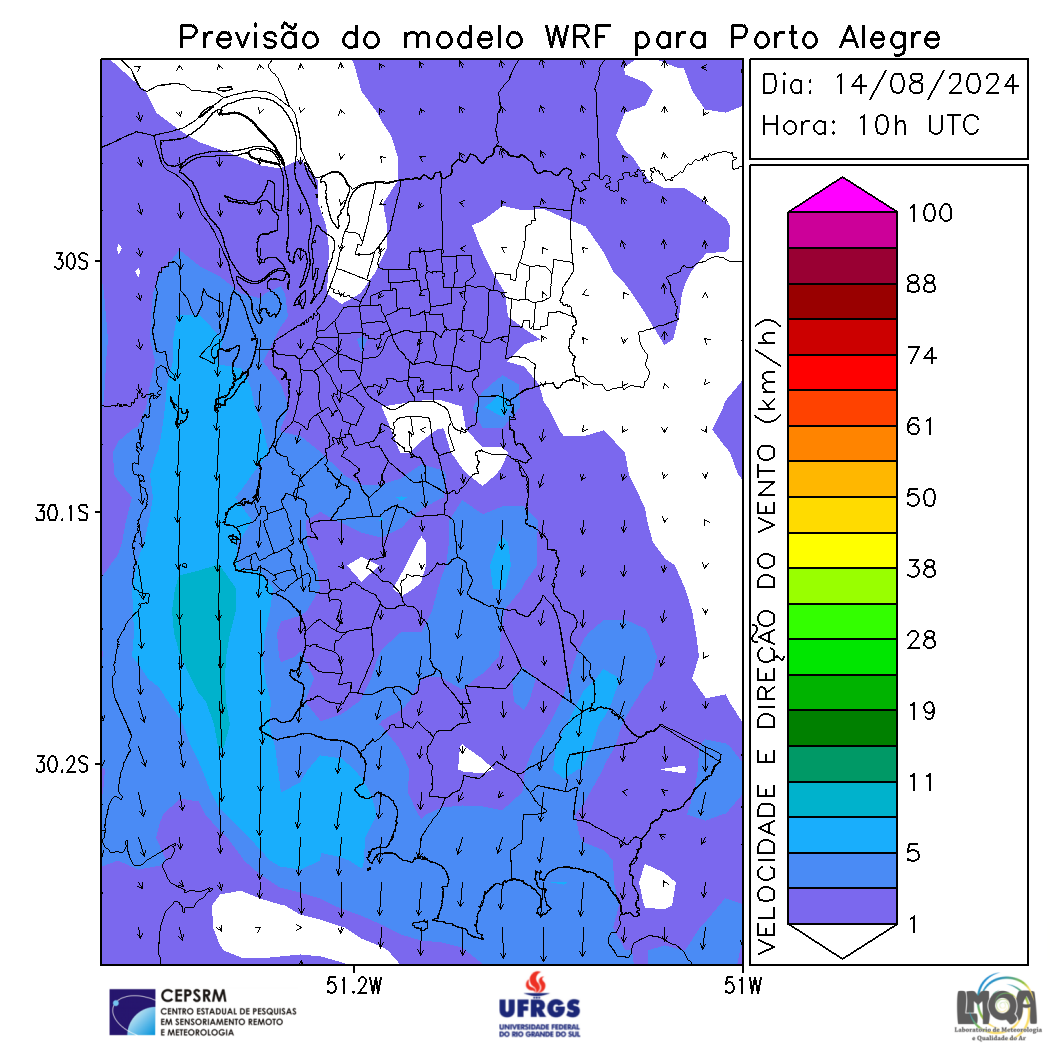 Previsão do modelo WRF para Porto Alegre
Dia: 14/08/2024
Hora: 10h UTC
30S
30.1S
30.2S
51.2W
51W
VELOCIDADE E DIREÇÃO DO VENTO (km/h)
100
88
74
61
50
38
28
19
11
5
1
CEPSRM
CENTRO ESTADUAL DE PESQUISAS
EM SENSORIAMENTO REMOTO
E METEOROLOGIA
UFRGS
UNIVERSIDADE FEDERAL
DO RIO GRANDE DO SUL
LMQA
Laboratório de Meteorologia
e Qualidade do Ar